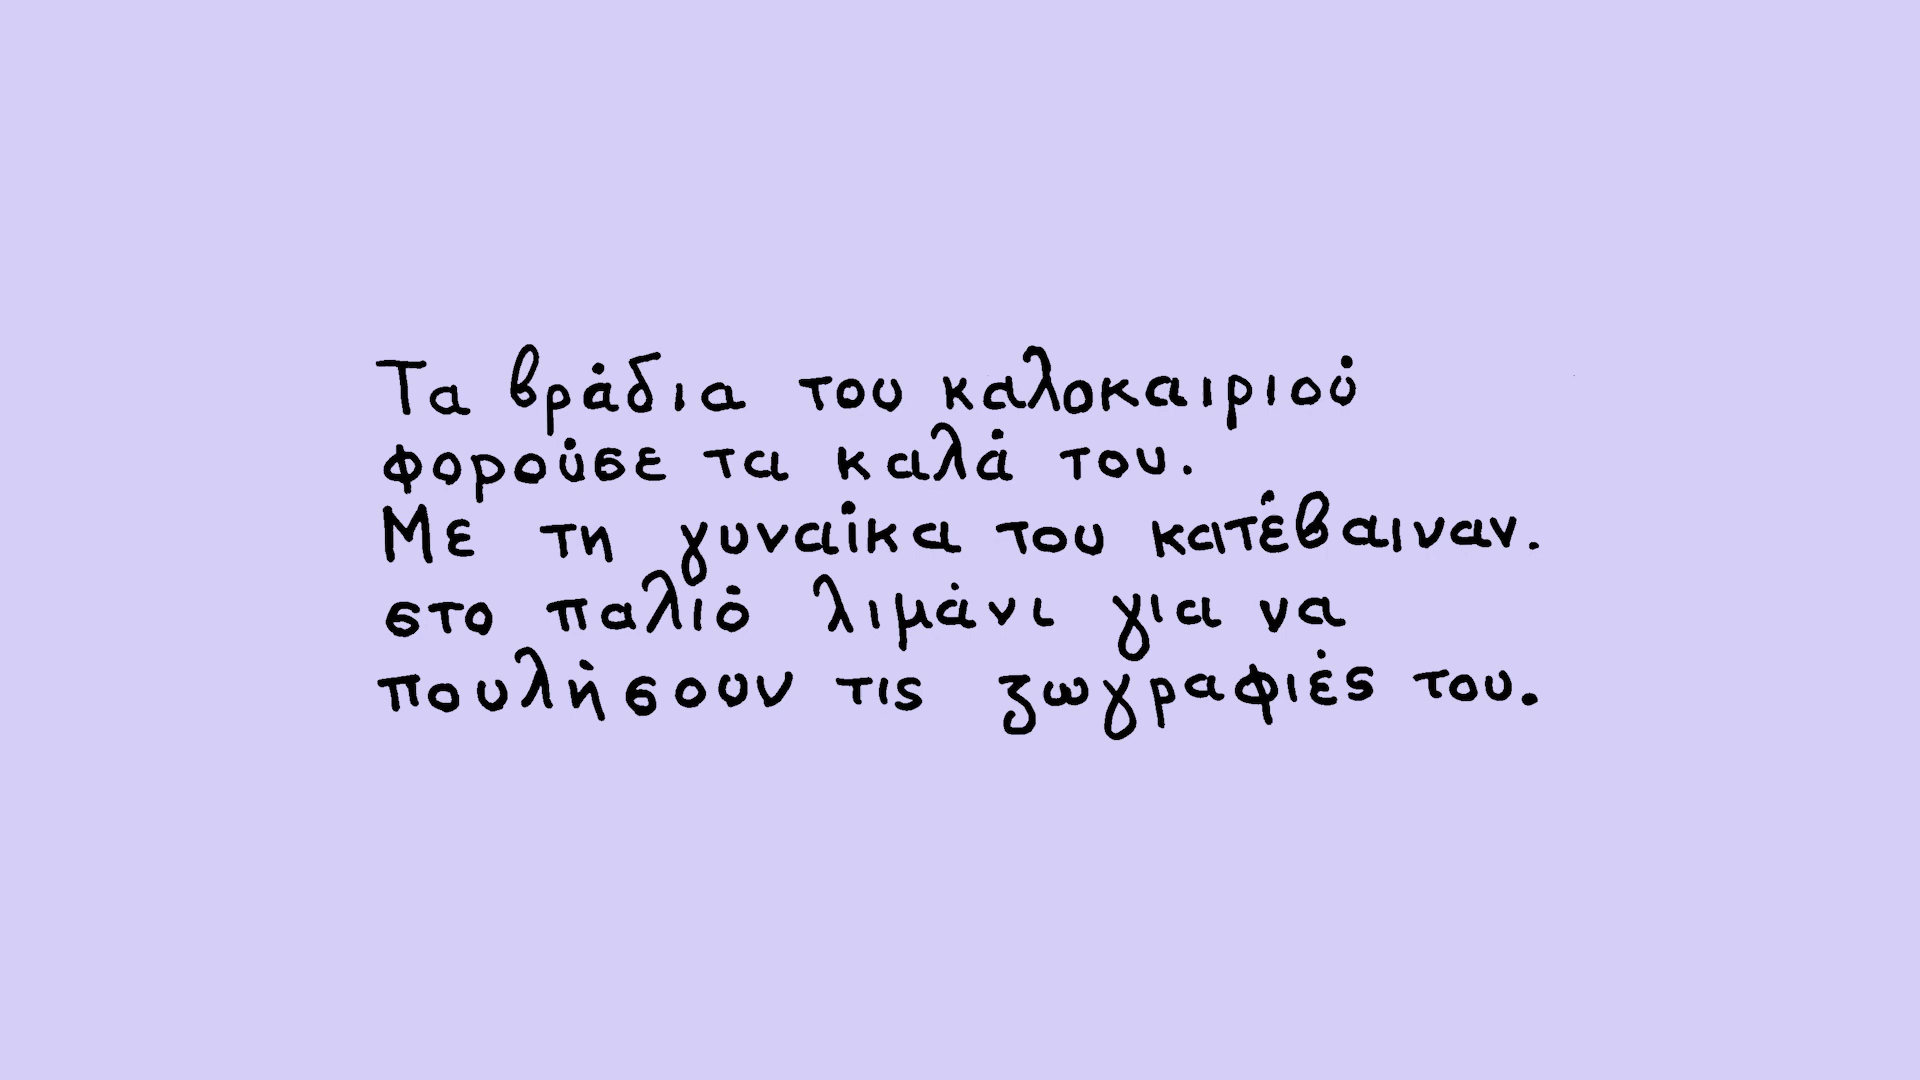 Τα βράδια του καλοκαιριού
φορούσε τα καλά του.
Με τη γυναίκα του κατέβαιναν.
στο παλιό λιμάνι για να
πουλήσουν τις ζωγραφιές του.